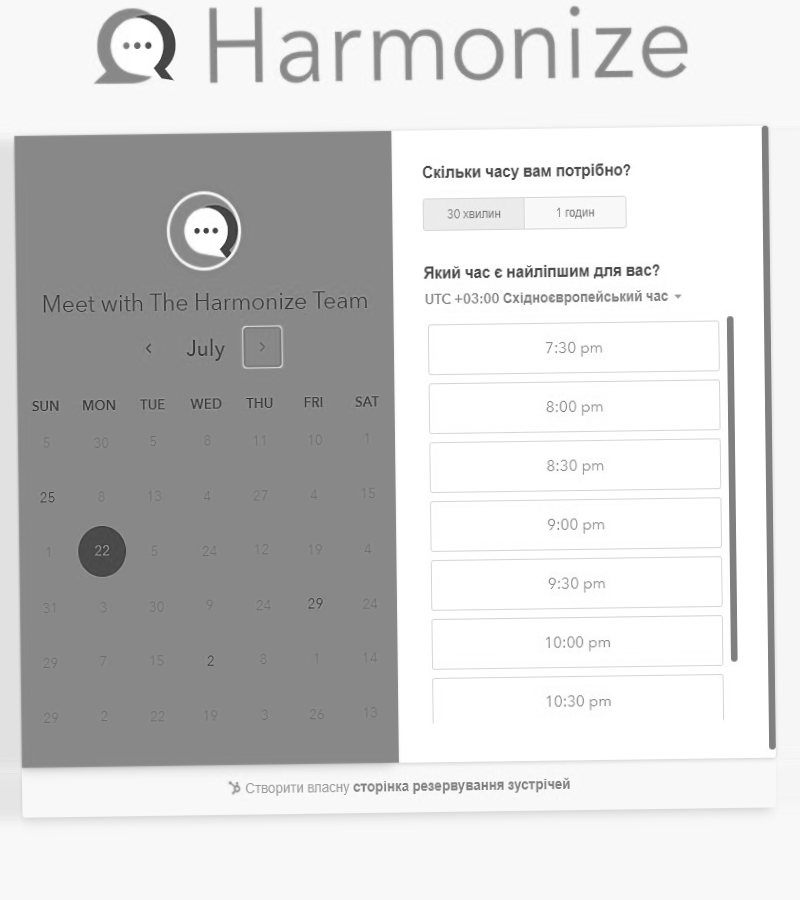 Harmonize
Meet with The Harmonize Team
July
SUN MON TUE WED THU FRI SAT
5 30 5 8 11 10 1
25 8 13 4 27 4 15
1 22 5 24 12 19 4
31 3 30 9 24 29 24
29 7 15 2 8 1 14
29 2 22 19 3 26 13
Скільки часу вам потрібно?
30 хвилин 1 годин
Який час є найліпшим для вас?
UTC +03:00 Східноєвропейський час
7:30 pm
8:00 pm
8:30 pm
9:00 pm
9:30 pm
10:00 pm
10:30 pm
Створити власну сторінка резервування зустрічей